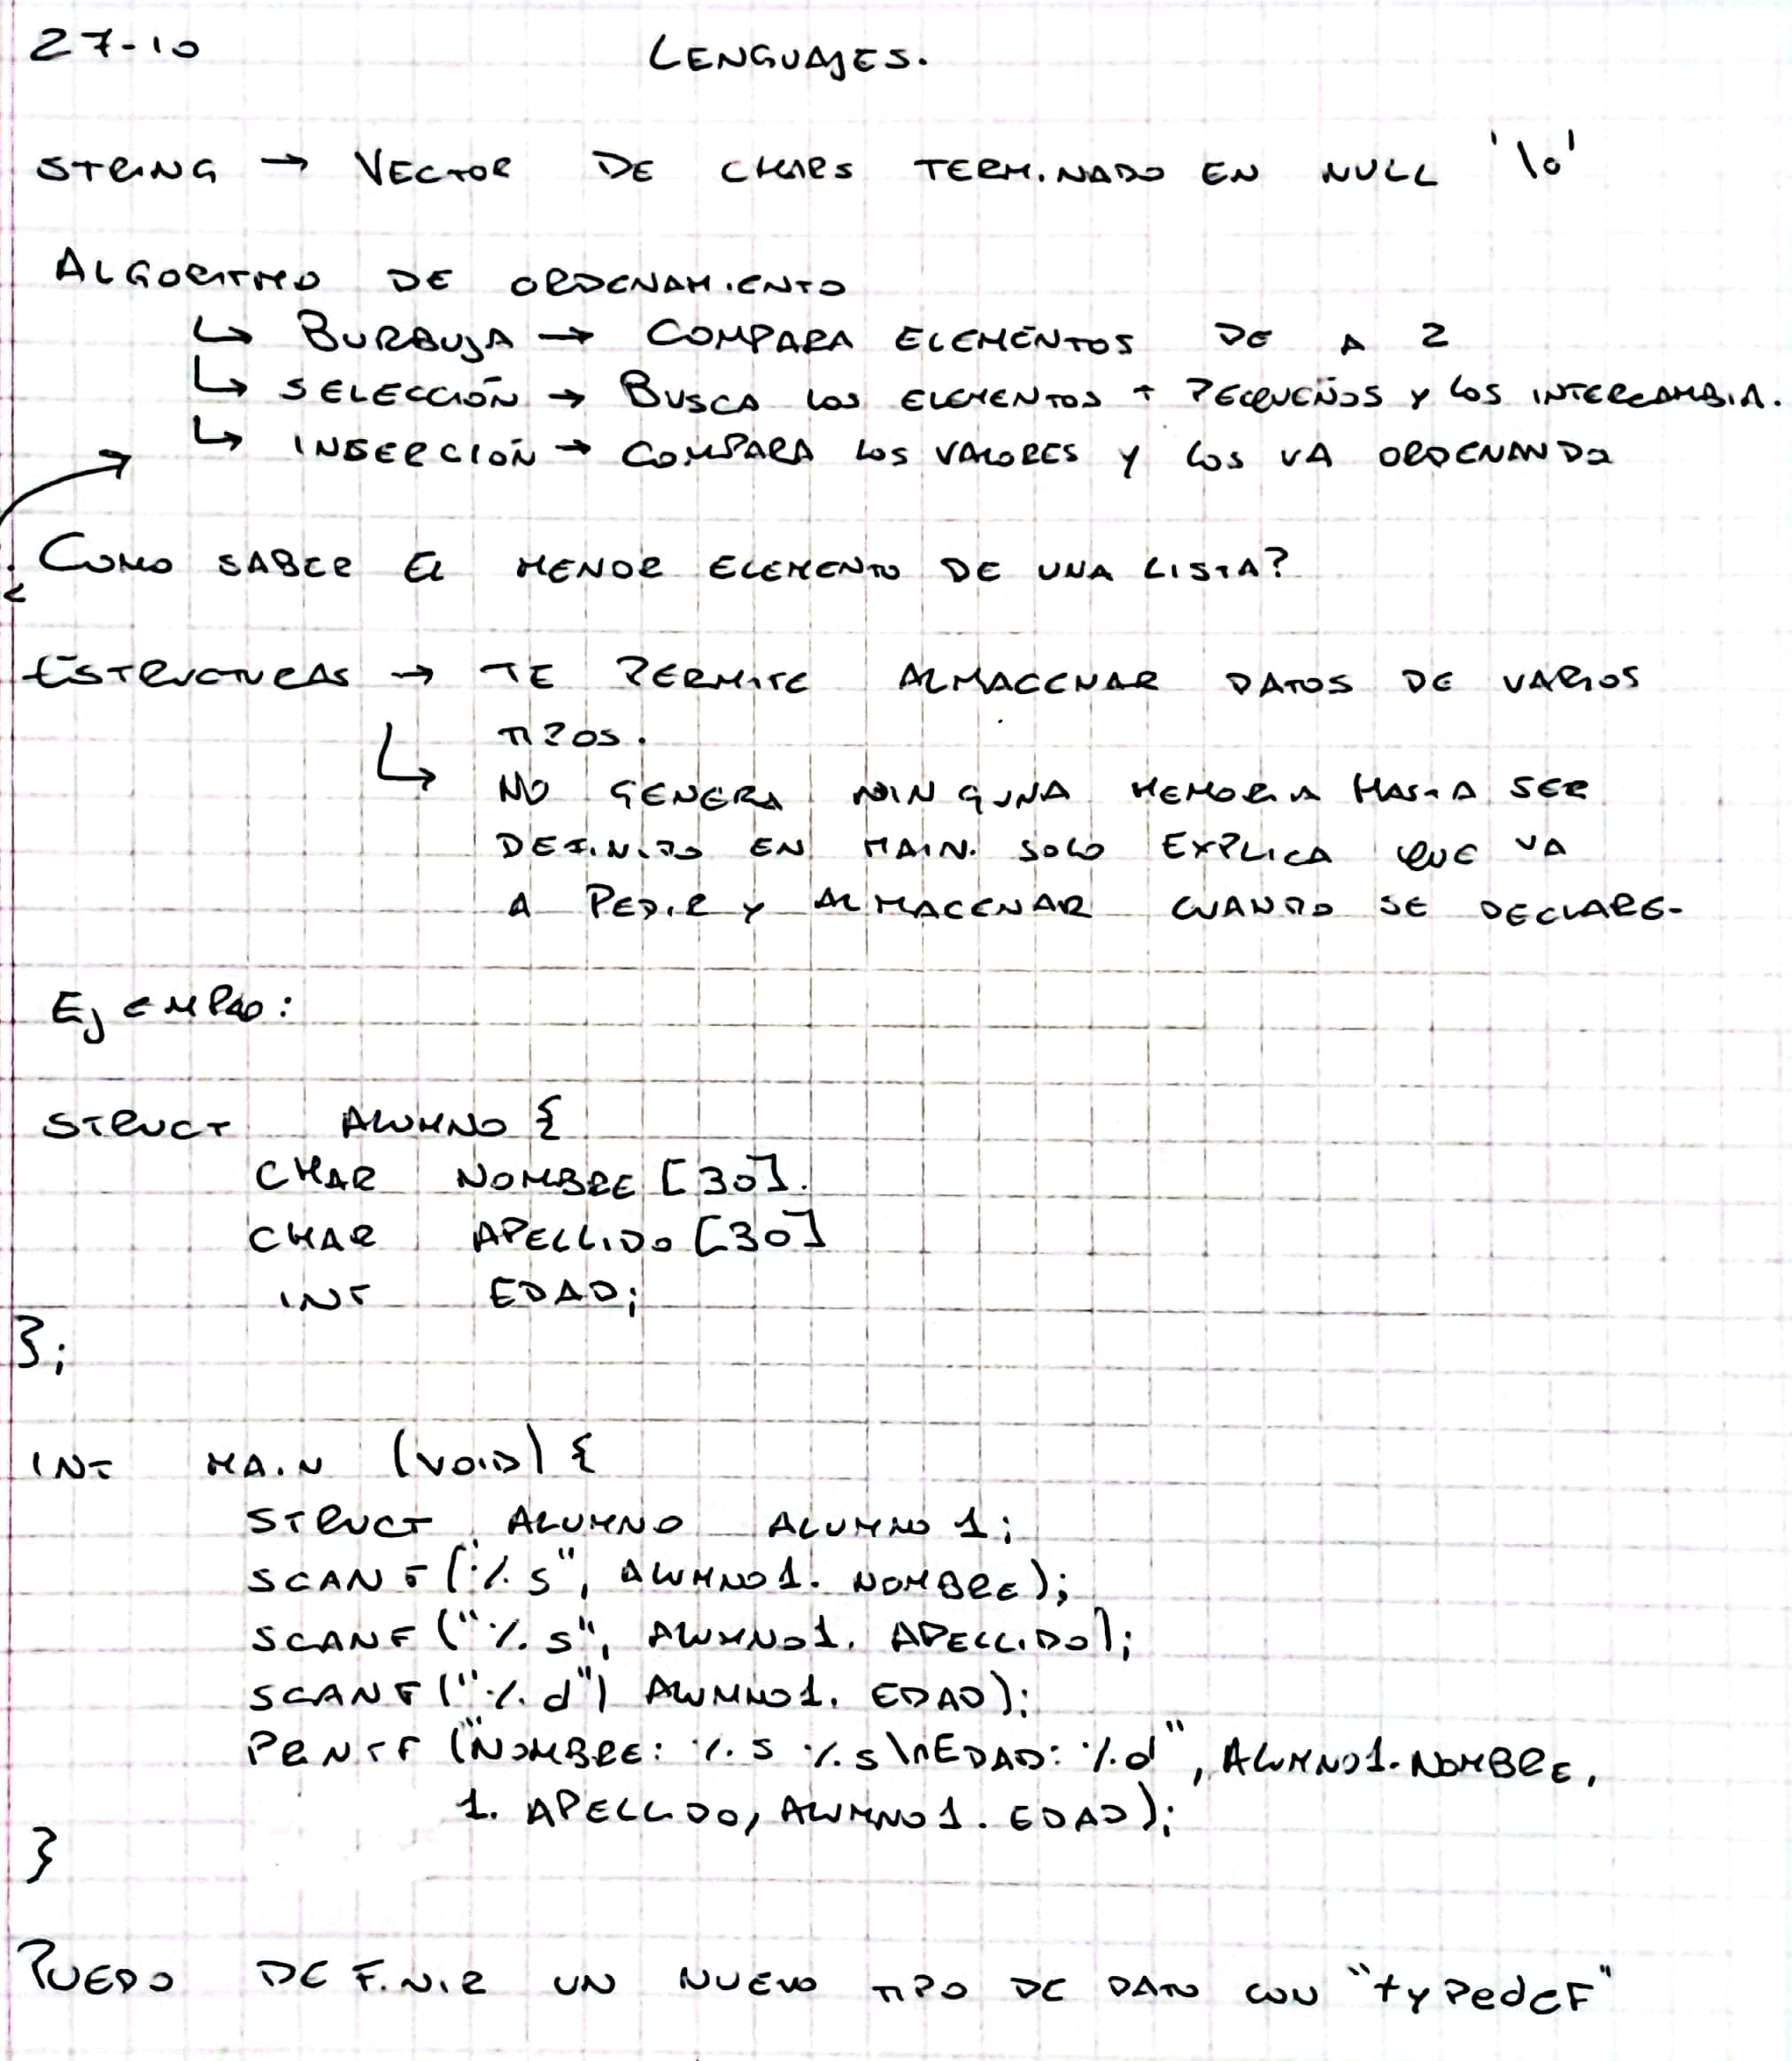 27-10 LENGUAJES.
STRING → VECTOR DE CHARS TERMINADO EN NULL '\0'
ALGORITMO DE ORDENAMIENTO
↳ BURBUJA → COMPARA ELEMENTOS DE A 2
↳ SELECCIÓN → BUSCA LOS ELEMENTOS + PEQUEÑOS Y LOS INTERCAMBIA.
↳ INSERCIÓN → COMPARA LOS VALORES Y LOS VA ORDENANDO
¿COMO SABER EL MENOR ELEMENTO DE UNA LISTA?
ESTRUCTURAS → TE PERMITE ALMACENAR DATOS DE VARIOS
TIPOS.
↳ NO GENERA NINGUNA MEMORIA HASTA SER
DEFINIDO EN MAIN. SOLO EXPLICA QUE VA
A PEDIR Y ALMACENAR CUANDO SE DECLARE-
EJEMPLO:
STRUCT ALUMNO {
CHAR NOMBRE [30].
CHAR APELLIDO [30]
INT EDAD;
};
INT MAIN (VOID) {
STRUCT ALUMNO ALUMNO 1;
SCANF ("%s", ALUMNO1. NOMBRE);
SCANF ("%s", ALUMNO1. APELLIDO);
SCANF ("%d") ALUMNO1. EDAD);
PRNTF ("NOMBRE: %s %s\nEDAD: %d", ALUMNO1.NOMBRE,
1. APELLIDO, ALUMNO1. EDAD);
}
PUEDO DEFINIR UN NUEVO TIPO DE DATO CON "typedeF"